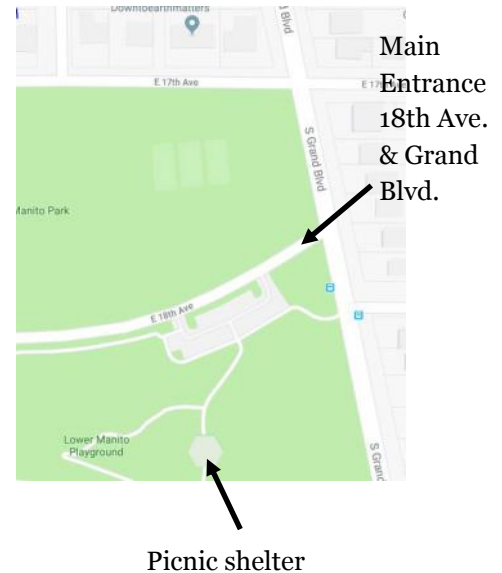 Downtoearthmatters
Main
Entrance
18th Ave.
& Grand
Blvd.
E 17th Ave
E 17th
S Grand Blvd
Manito Park
E 18th Ave
Lower Manito
Playground
S Grand
Picnic shelter